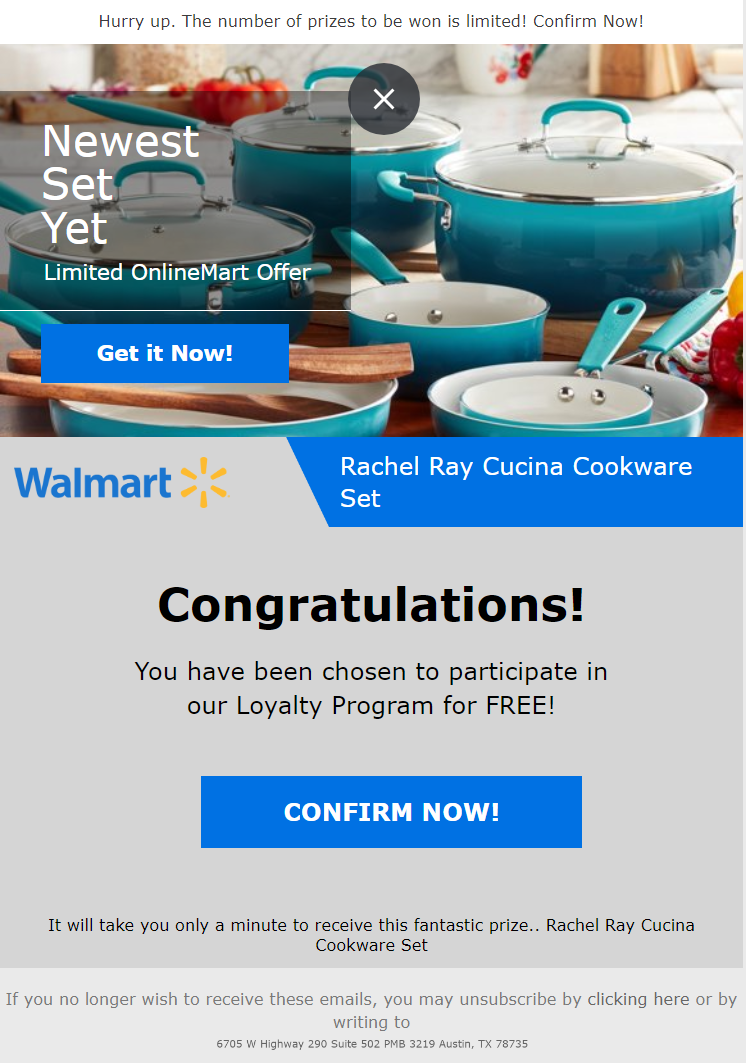 Hurry up. The number of prizes to be won is limited! Confirm Now!
Newest
Set
Yet
Limited OnlineMart Offer
Get it Now!
Walmart
Rachel Ray Cucina Cookware
Set
Congratulations!
You have been chosen to participate in
our Loyalty Program for FREE!
CONFIRM NOW!
It will take you only a minute to receive this fantastic prize.. Rachel Ray Cucina
Cookware Set
If you no longer wish to receive these emails, you may unsubscribe by clicking here or by
writing to
6705 W Highway 290 Suite 502 PMB 3219 Austin, TX 78735